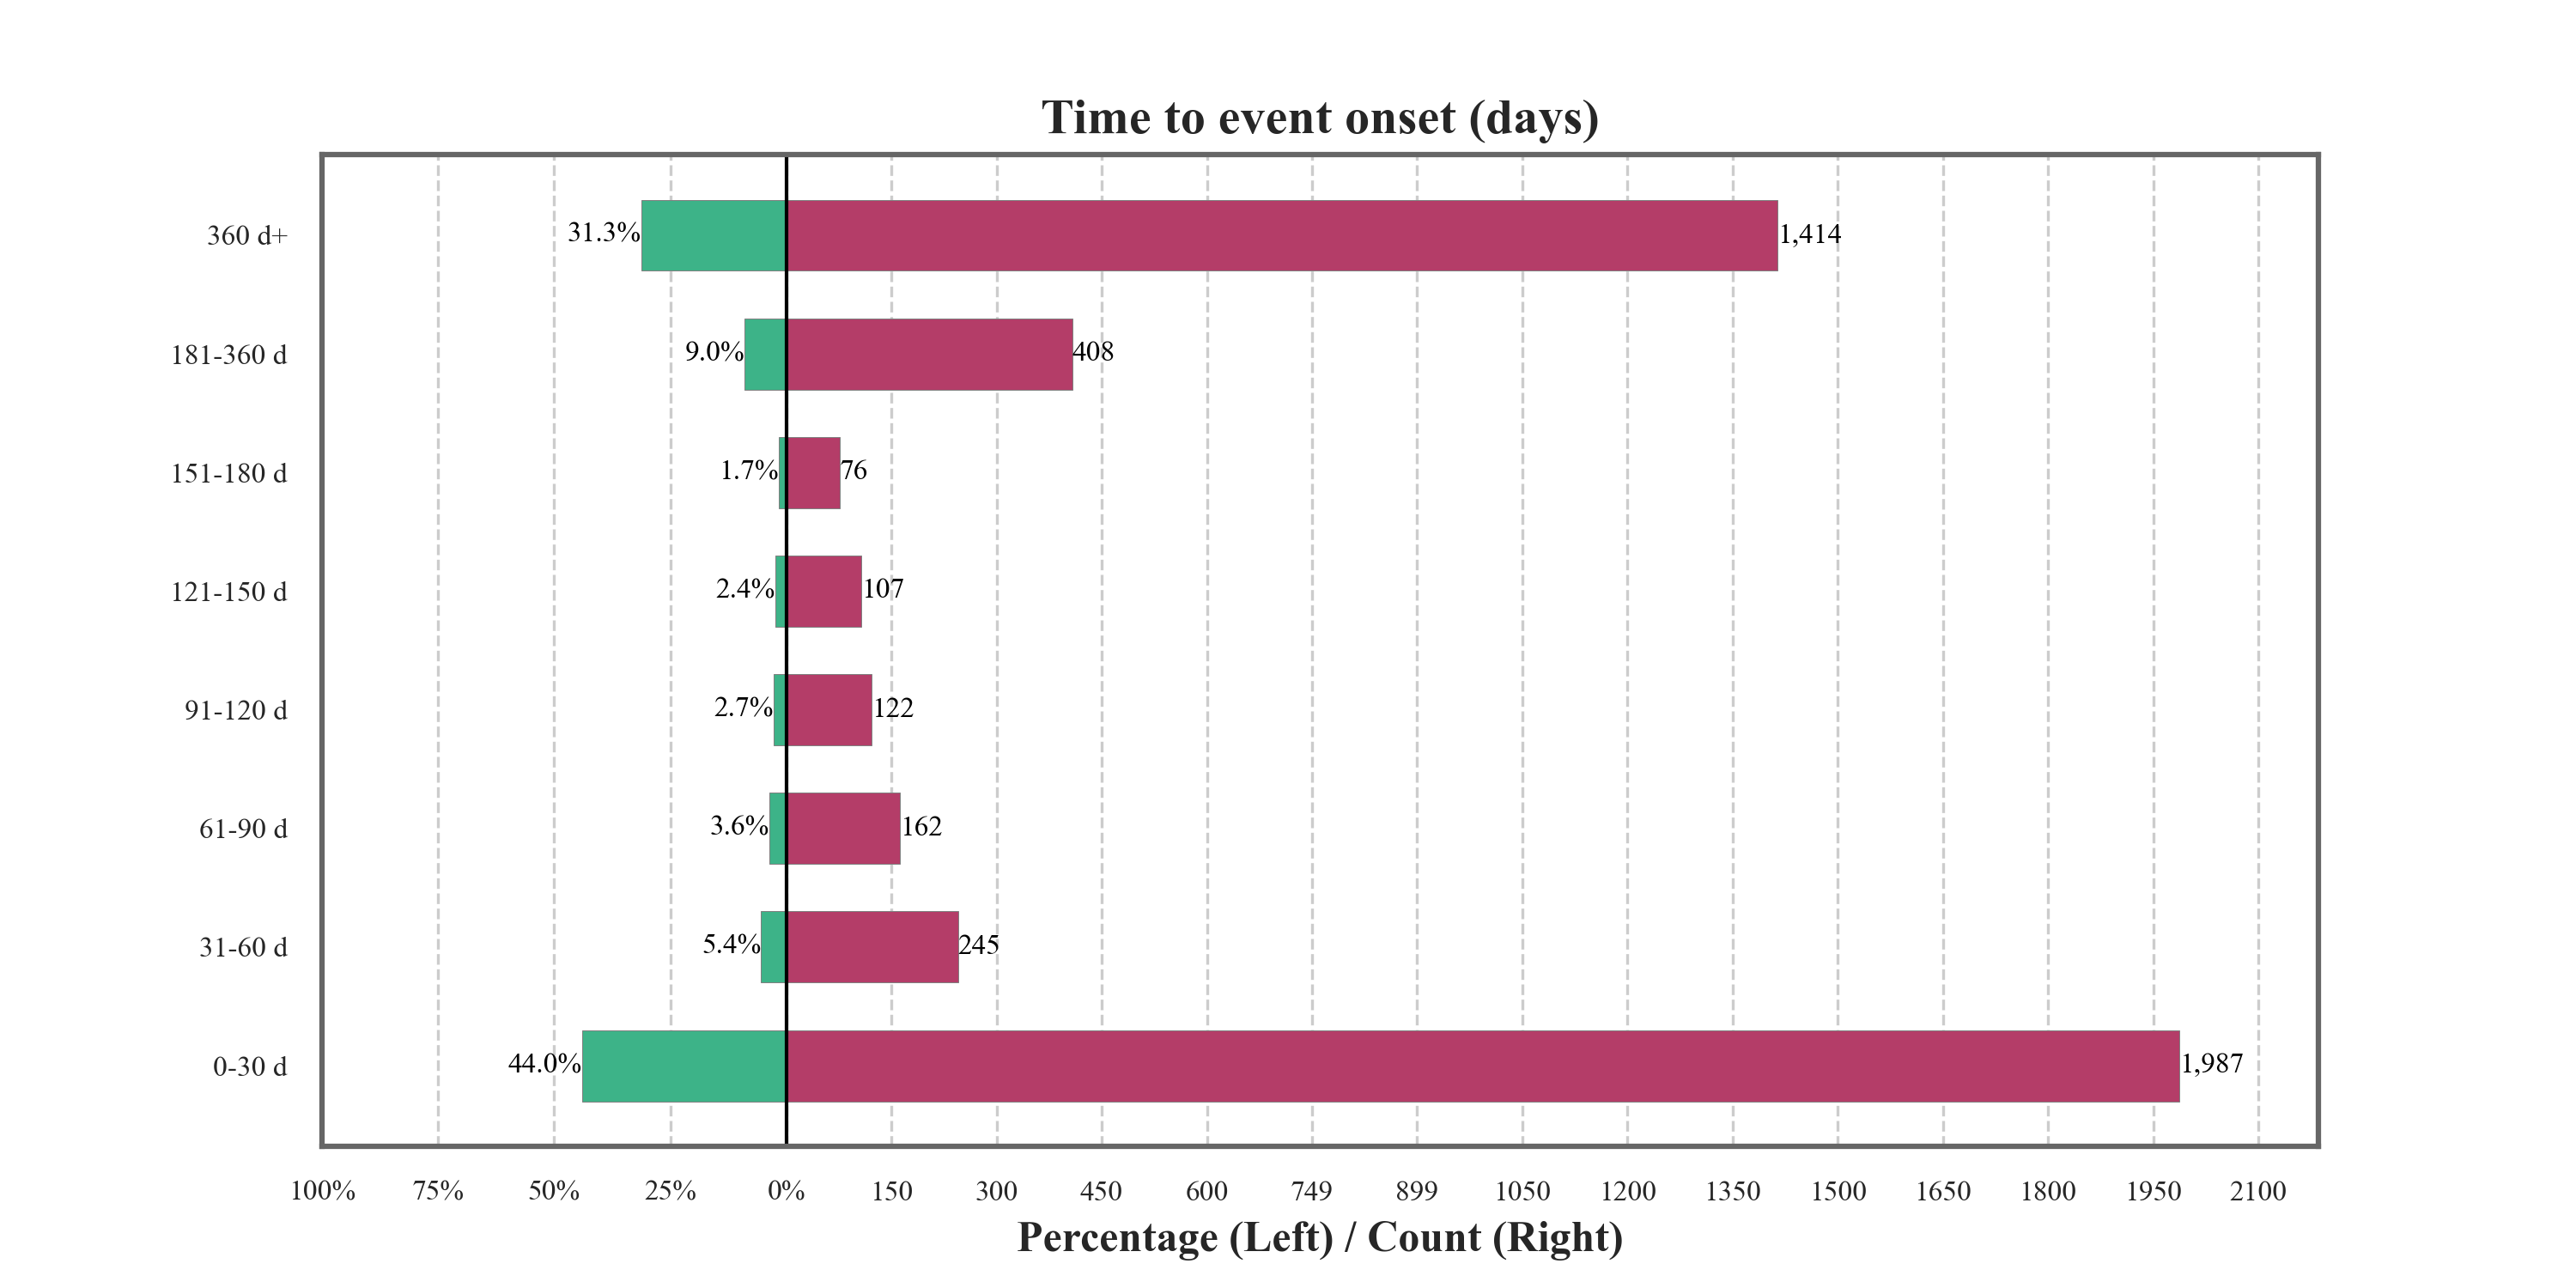 Time to event onset (days)
360 d+ 31.3% 1,414
181-360 d 9.0% 408
151-180 d 1.7% 76
121-150 d 2.4% 107
91-120 d 2.7% 122
61-90 d 3.6% 162
31-60 d 5.4% 245
0-30 d 44.0% 1,987
100% 75% 50% 25% 0% 150 300 450 600 749 899 1050 1200 1350 1500 1650 1800 1950 2100
Percentage (Left) / Count (Right)